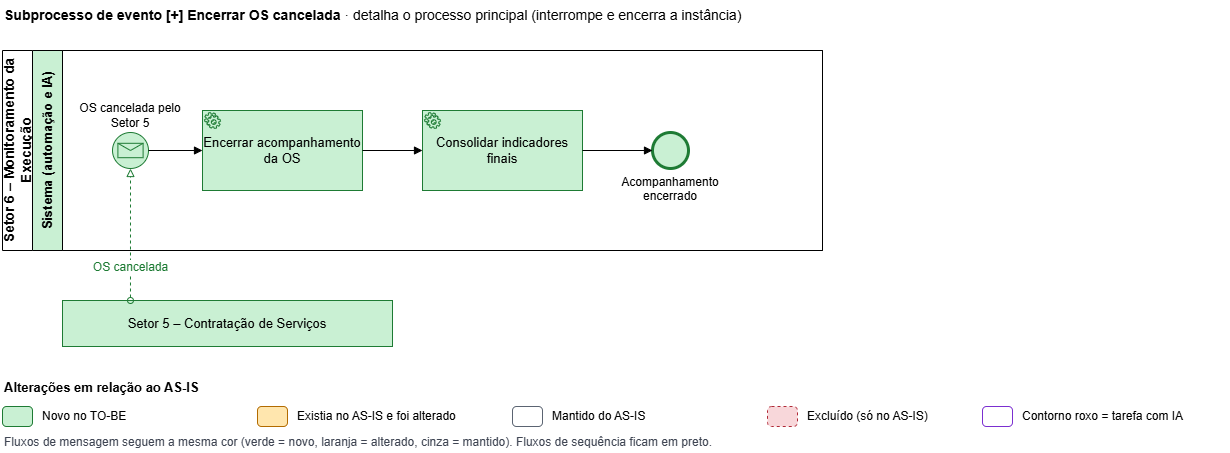 Subprocesso de evento [+] Encerrar OS cancelada · detalha o processo principal (interrompe e encerra a instância)
Setor 6 – Monitoramento da
Execução
Sistema (automação e IA)
OS cancelada pelo
Setor 5
Encerrar acompanhamento
da OS
Consolidar indicadores
finais
Acompanhamento
encerrado
OS cancelada
Setor 5 – Contratação de Serviços
Alterações em relação ao AS-IS
Novo no TO-BE
Existia no AS-IS e foi alterado
Mantido do AS-IS
Excluído (só no AS-IS)
Contorno roxo = tarefa com IA
Fluxos de mensagem seguem a mesma cor (verde = novo, laranja = alterado, cinza = mantido). Fluxos de sequência ficam em preto.